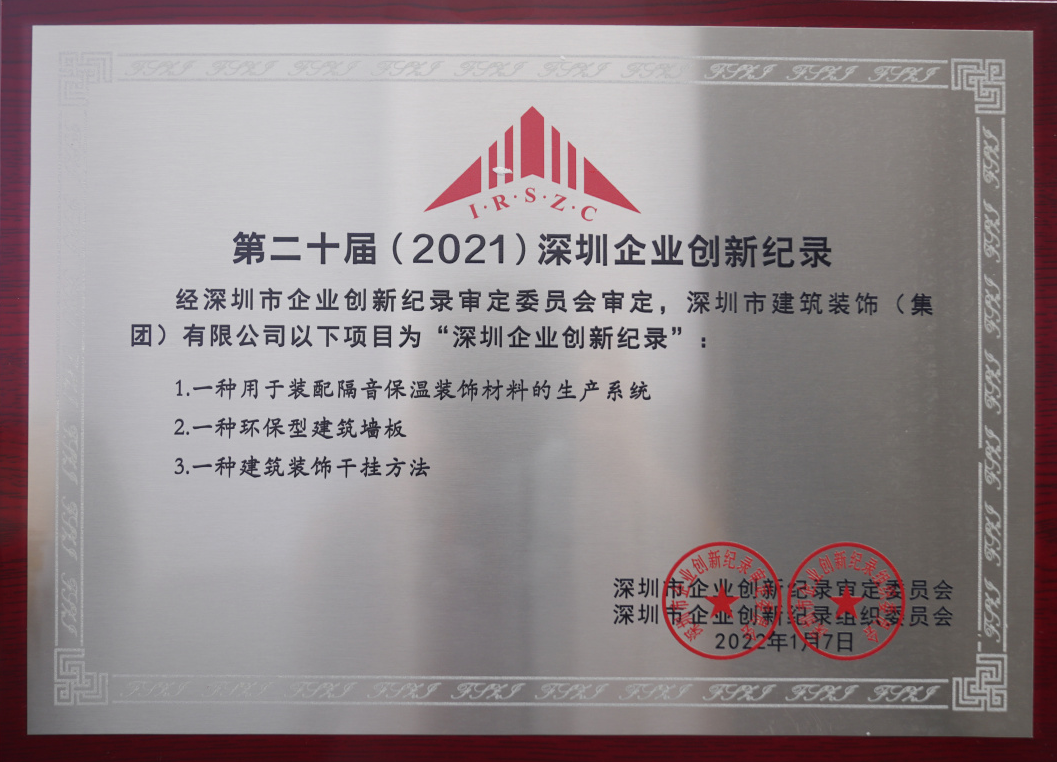 I·R·S·Z·C
第二十届（2021）深圳企业创新纪录
经深圳市企业创新纪录审定委员会审定，深圳市建筑装饰（集
团）有限公司以下项目为“深圳企业创新纪录”：
1.一种用于装配隔音保温装饰材料的生产系统
2.一种环保型建筑墙板
3.一种建筑装饰干挂方法
深圳市企业创新纪录审定委员会
深圳市企业创新纪录组织委员会
2022年1月7日